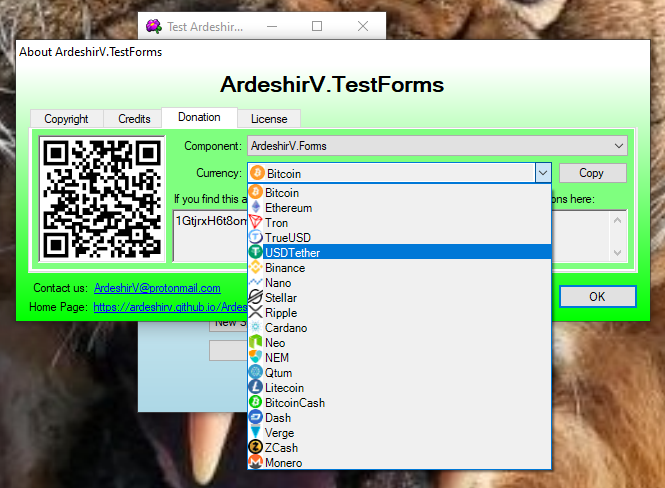 Test Ardeshir...
About ArdeshirV.TestForms
ArdeshirV.TestForms
Copyright Credits Donation License
Component: ArdeshirV.Forms
Currency: Bitcoin Copy
If you find this a ons here:
1GtjrxH6t8om
Bitcoin
Ethereum
Tron
TrueUSD
USDTether
Binance
Nano
Stellar
Ripple
Cardano
Neo
NEM
Qtum
Litecoin
BitcoinCash
Dash
Verge
ZCash
Monero
Contact us: ArdeshirV@protonmail.com
OK
Home Page: https://ardeshirv.github.io/Ardes
New S